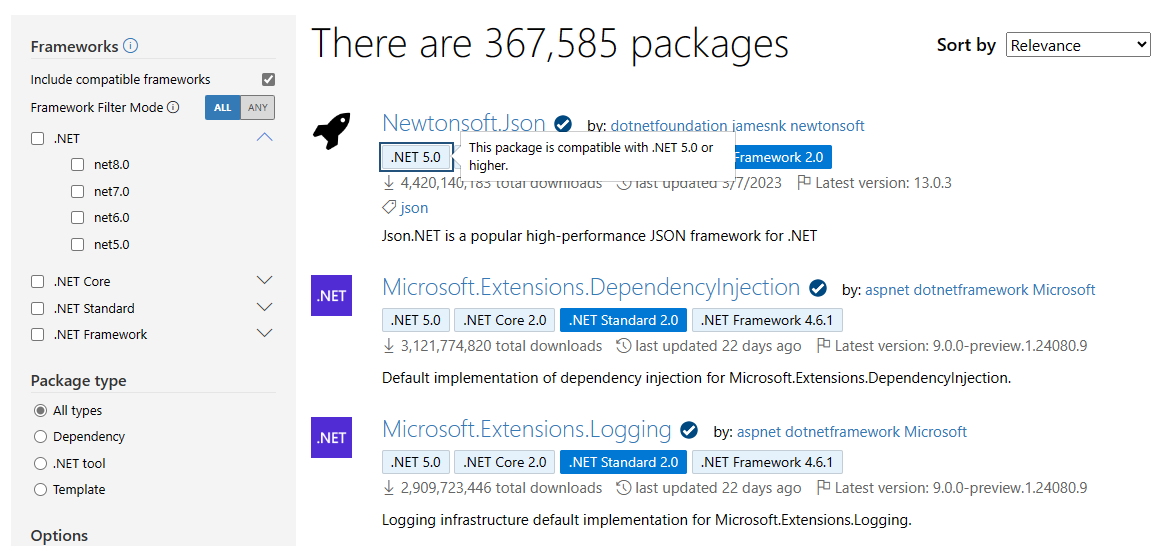 Frameworks
Include compatible frameworks
Framework Filter Mode ALL ANY
.NET
net8.0
net7.0
net6.0
net5.0
.NET Core
.NET Standard
.NET Framework
Package type
All types
Dependency
.NET tool
Template
Options
There are 367,585 packages
Sort by Relevance
Newtonsoft.Json by: dotnetfoundation jamesnk newtonsoft
.NET 5.0 This package is compatible with .NET 5.0 or Framework 2.0
higher.
4,420,140,183 total downloads last updated 3/7/2023 Latest version: 13.0.3
json
Json.NET is a popular high-performance JSON framework for .NET
.NET Microsoft.Extensions.DependencyInjection by: aspnet dotnetframework Microsoft
.NET 5.0 .NET Core 2.0 .NET Standard 2.0 .NET Framework 4.6.1
3,121,774,820 total downloads last updated 22 days ago Latest version: 9.0.0-preview.1.24080.9
Default implementation of dependency injection for Microsoft.Extensions.DependencyInjection.
.NET Microsoft.Extensions.Logging by: aspnet dotnetframework Microsoft
.NET 5.0 .NET Core 2.0 .NET Standard 2.0 .NET Framework 4.6.1
2,909,723,446 total downloads last updated 22 days ago Latest version: 9.0.0-preview.1.24080.9
Logging infrastructure default implementation for Microsoft.Extensions.Logging.